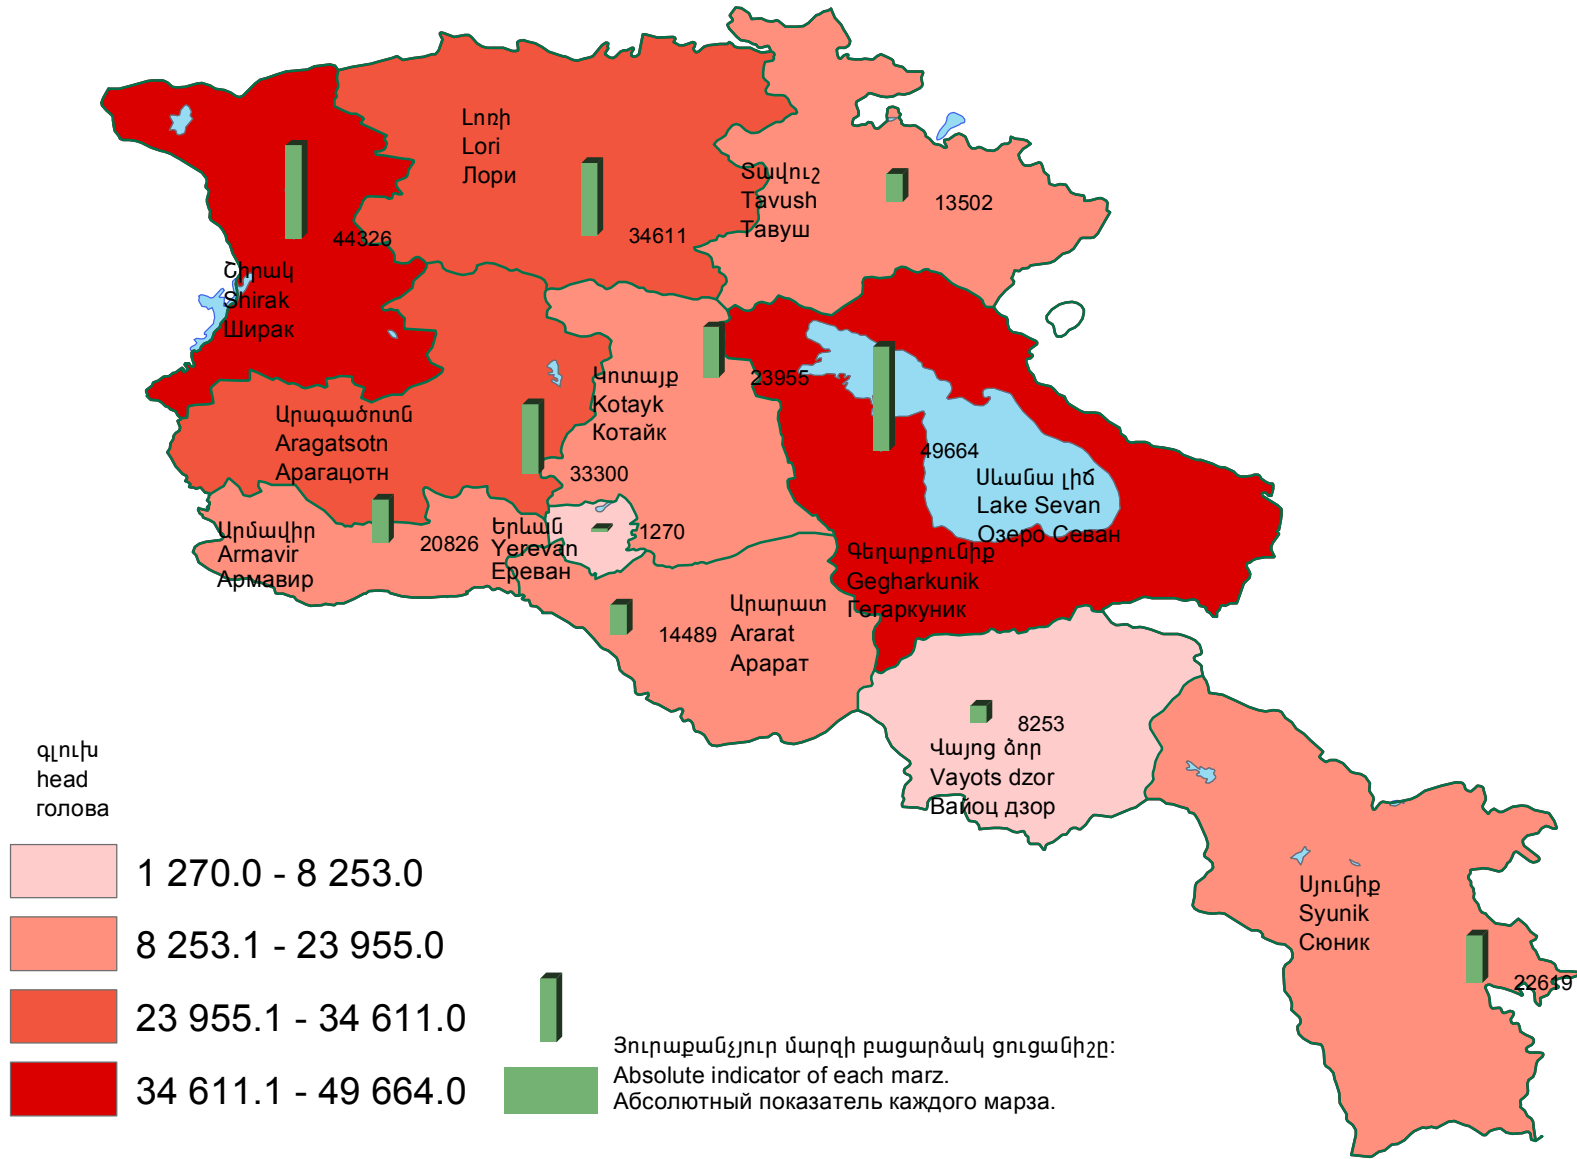 Լոռի
Lori
Лори
34611
Տավուշ
Tavush
Тавуш
13502
44326
Շիրակ
Shirak
Ширак
Կոտայք
Kotayk
Котайк
23955
Արագածոտն
Aragatsotn
Арагацотн
33300
49664
Սևանա լիճ
Lake Sevan
Озеро Севан
Գեղարքունիք
Gegharkunik
Гегаркуник
Արմավիր
Armavir
Армавир
20826
Երևան
Yerevan
Ереван
1270
14489
Արարատ
Ararat
Арарат
8253
Վայոց ձոր
Vayots dzor
Вайоц дзор
Սյունիք
Syunik
Сюник
22619
գլուխ
head
голова
1 270.0 - 8 253.0
8 253.1 - 23 955.0
23 955.1 - 34 611.0
34 611.1 - 49 664.0
Յուրաքանչյուր մարզի բացարձակ ցուցանիշը:
Absolute indicator of each marz.
Абсолютный показатель каждого марза.